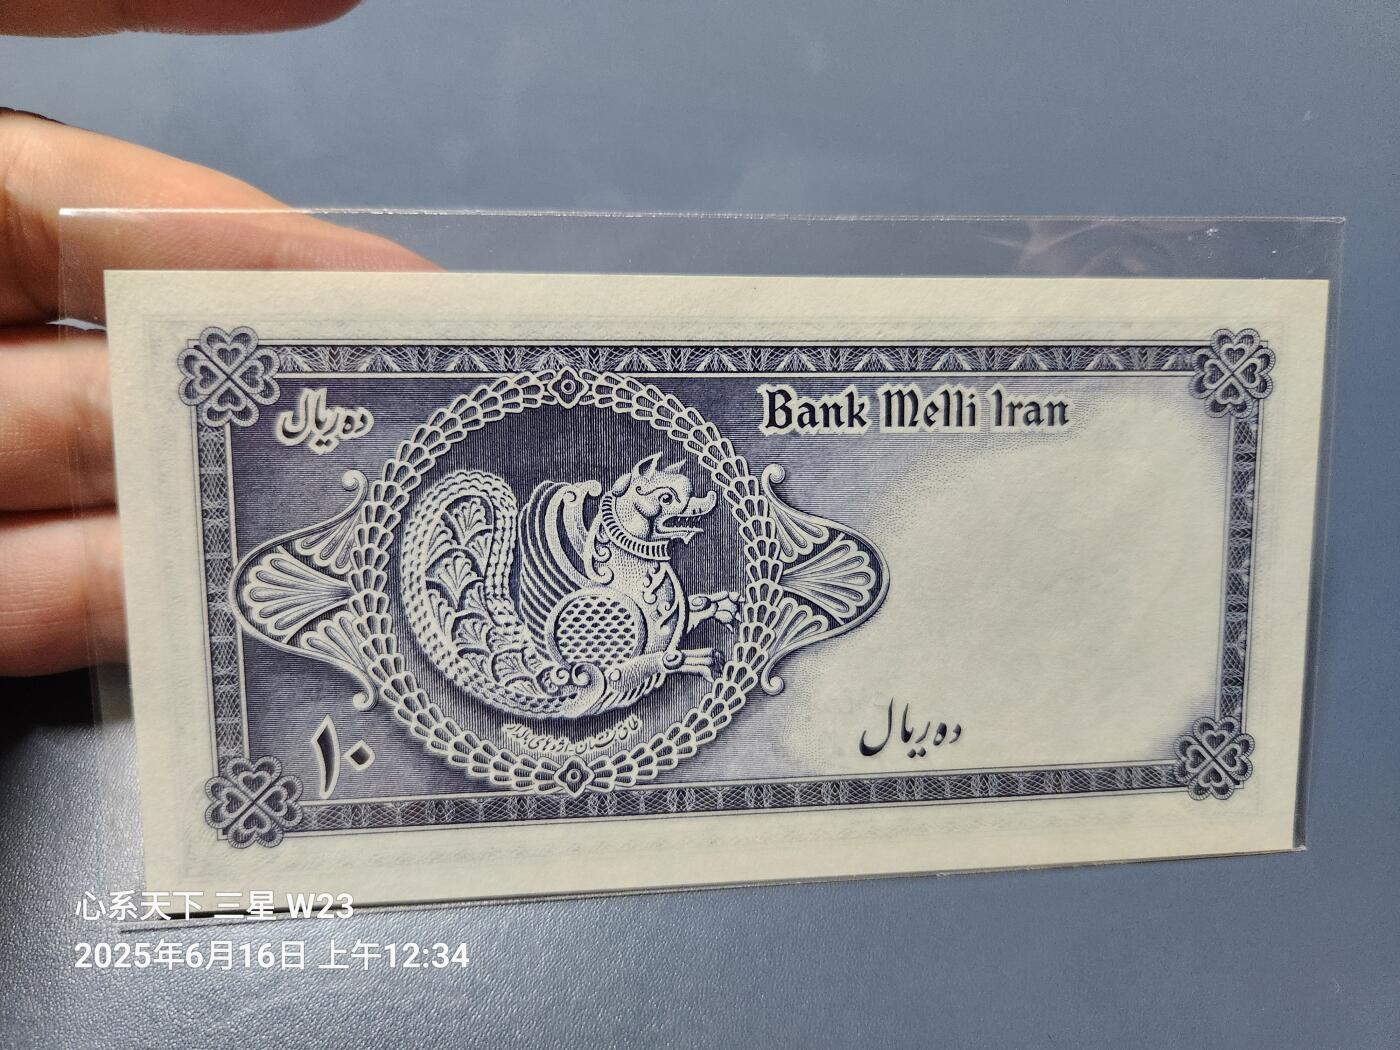 ده ریال
Bank Melli Iran
ده ریال
۱۰
心系天下 三星 W23
2025年6月16日 上午12:34